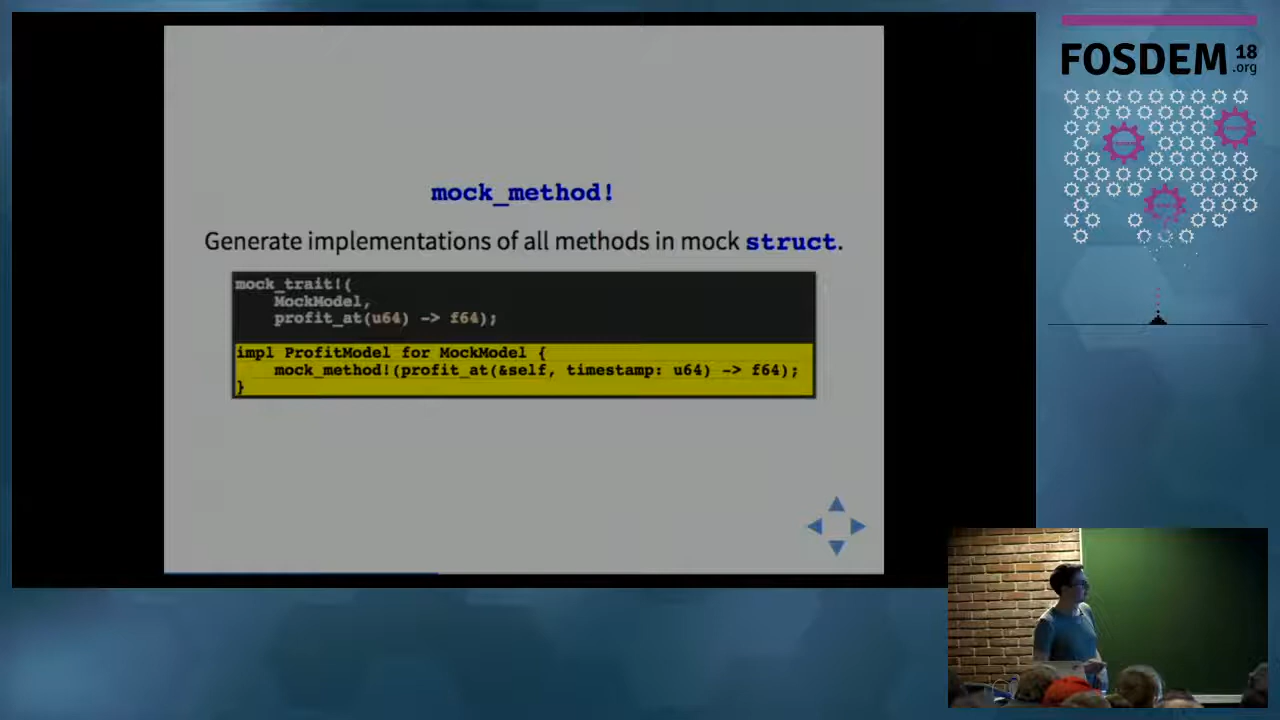 FOSDEM 18
.org
mock_method!
Generate implementations of all methods in mock struct.
mock_trait!(
    MockModel,
    profit_at(u64) -> f64);
impl ProfitModel for MockModel {
    mock_method!(profit_at(&self, timestamp: u64) -> f64);
}